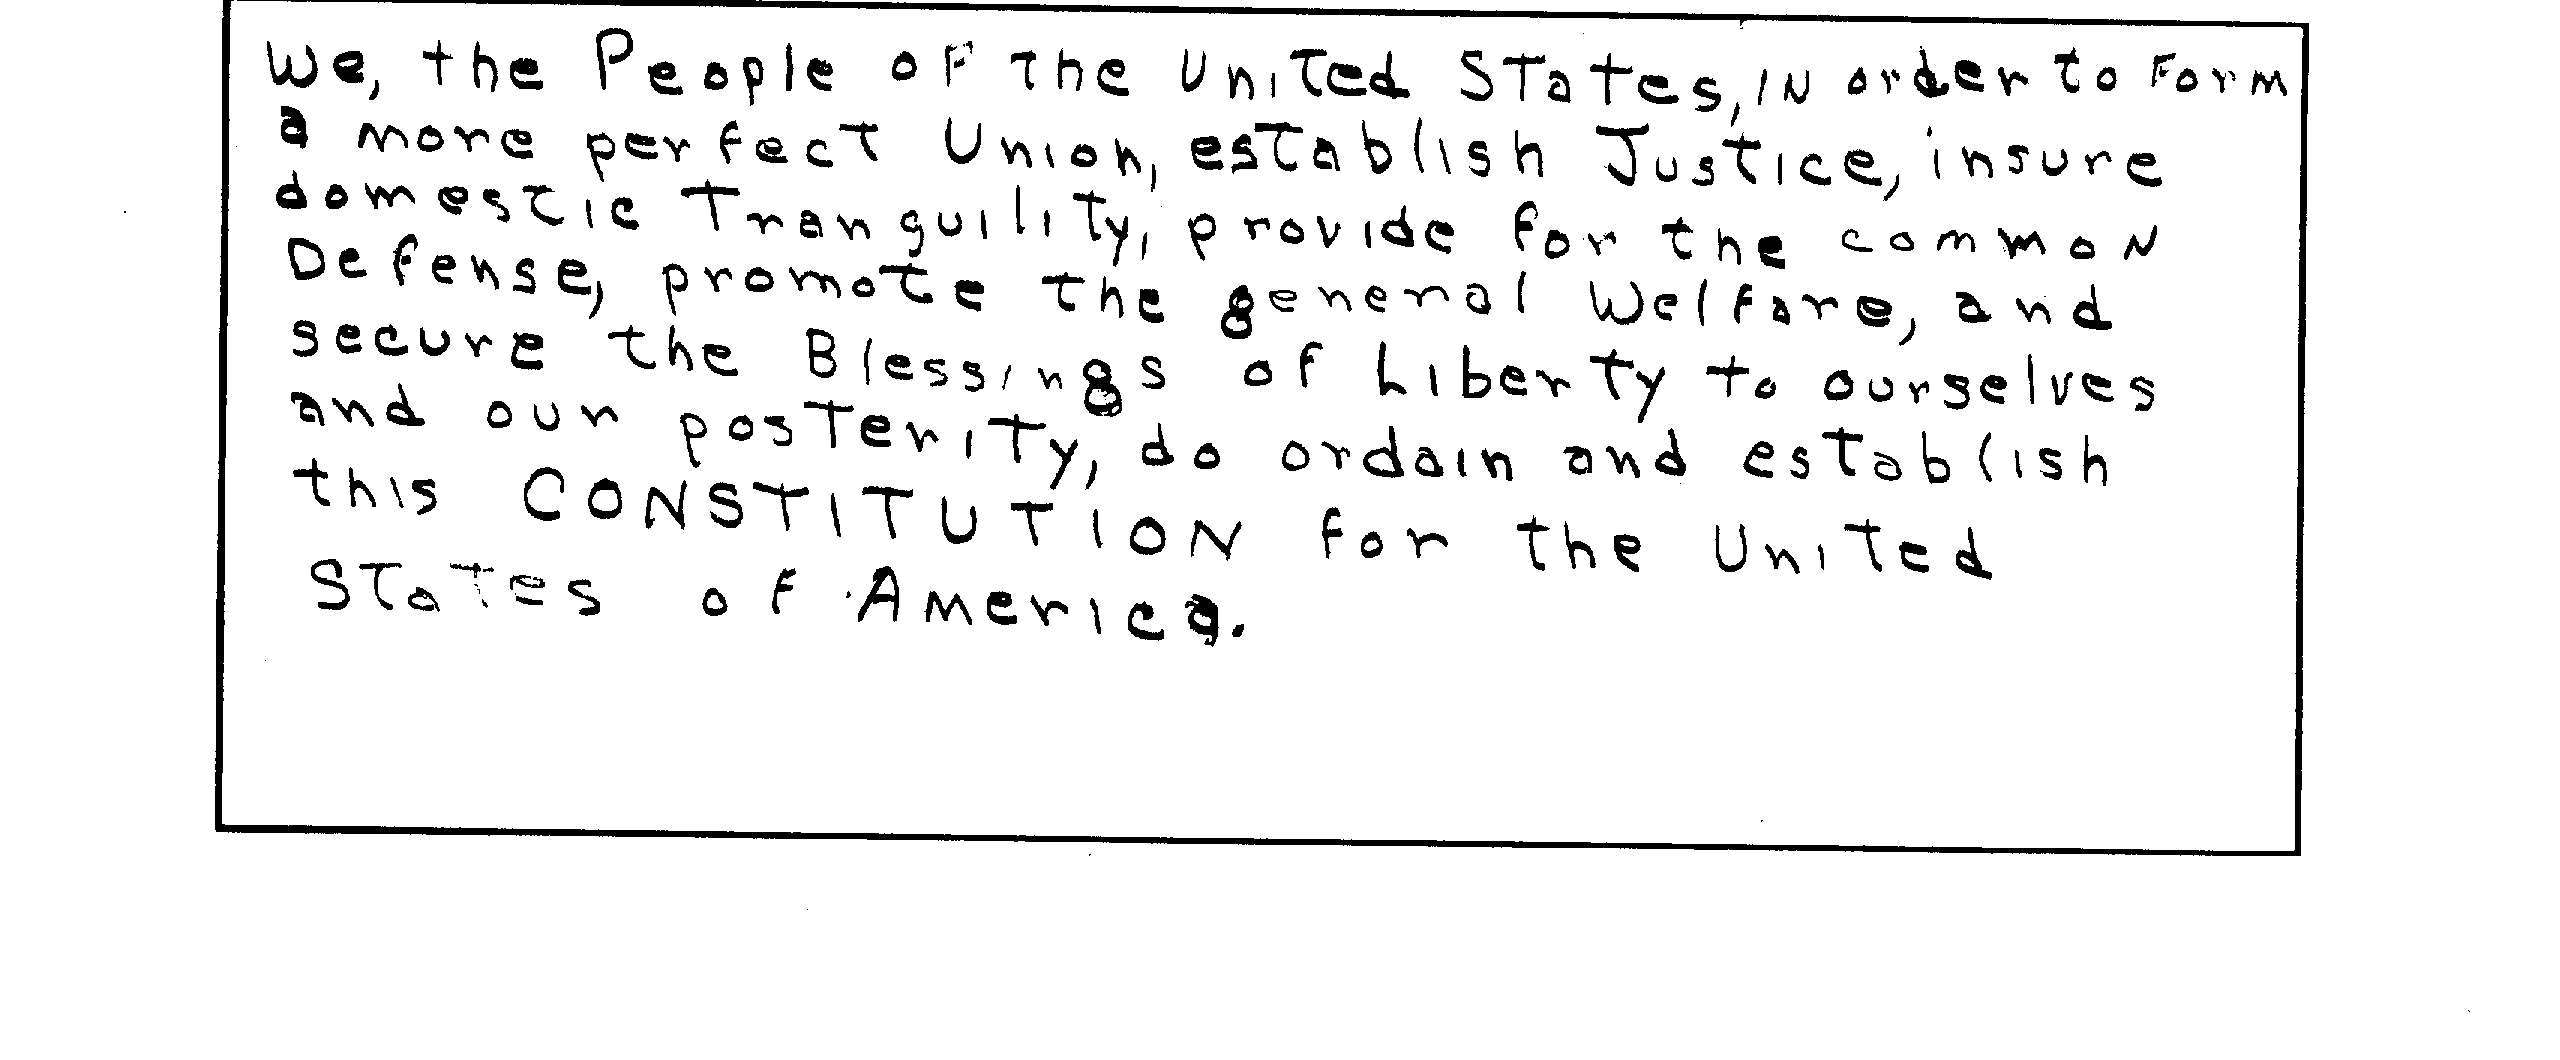 We, the People of the United States, in order to form
a more perfect Union, establish Justice, insure
domestic Tranquility, provide for the common
Defense, promote the general Welfare, and
secure the Blessings of Liberty to ourselves
and our posterity, do ordain and establish
this CONSTITUTION for the United
States of America.